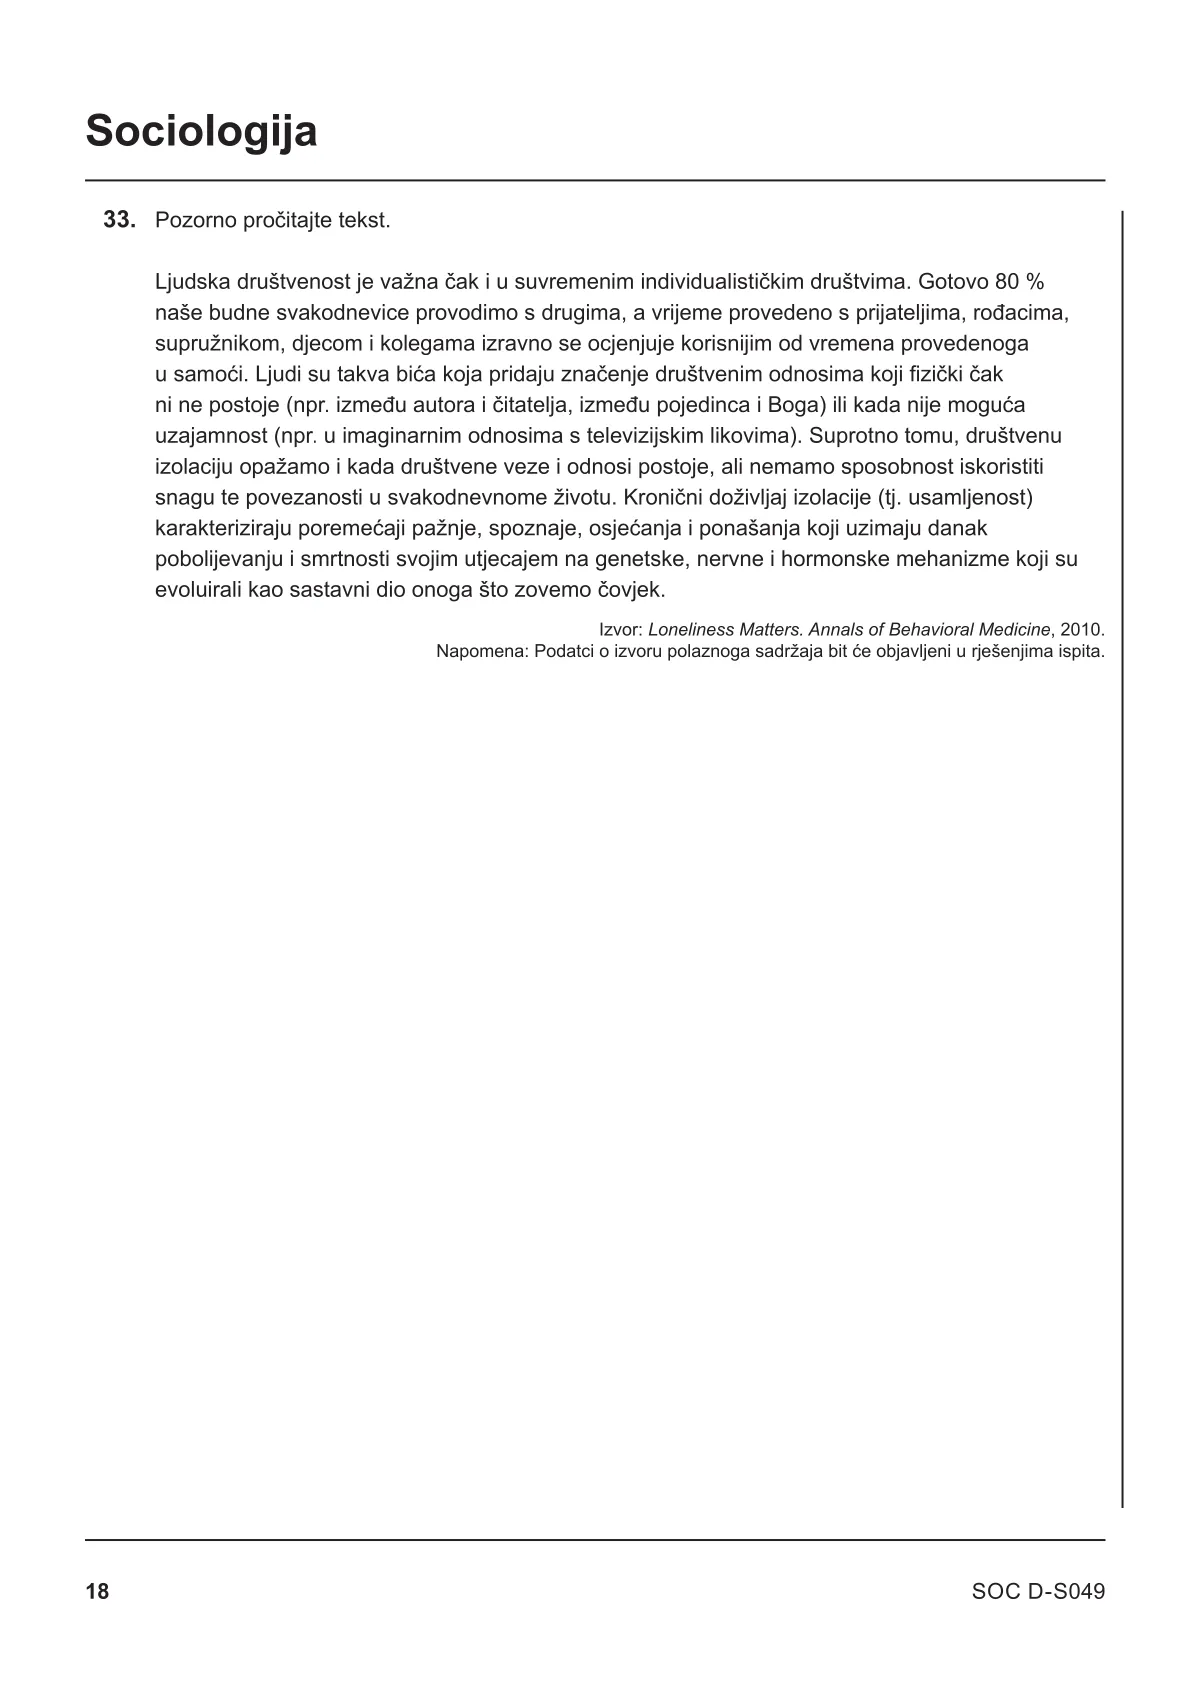 Sociologija
33. Pozorno pročitajte tekst.
Ljudska društvenost je važna čak i u suvremenim individualističkim društvima. Gotovo 80 %
naše budne svakodnevice provodimo s drugima, a vrijeme provedeno s prijateljima, rođacima,
supružnikom, djecom i kolegama izravno se ocjenjuje korisnijim od vremena provedenoga
u samoći. Ljudi su takva bića koja pridaju značenje društvenim odnosima koji fizički čak
ni ne postoje (npr. između autora i čitatelja, između pojedinca i Boga) ili kada nije moguća
uzajamnost (npr. u imaginarnim odnosima s televizijskim likovima). Suprotno tomu, društvenu
izolaciju opažamo i kada društvene veze i odnosi postoje, ali nemamo sposobnost iskoristiti
snagu te povezanosti u svakodnevnome životu. Kronični doživljaj izolacije (tj. usamljenost)
karakteriziraju poremećaji pažnje, spoznaje, osjećanja i ponašanja koji uzimaju danak
pobolijevanju i smrtnosti svojim utjecajem na genetske, nervne i hormonske mehanizme koji su
evoluirali kao sastavni dio onoga što zovemo čovjek.
Izvor: Loneliness Matters. Annals of Behavioral Medicine, 2010.
Napomena: Podatci o izvoru polaznoga sadržaja bit će objavljeni u rješenjima ispita.
18
SOC D-S049